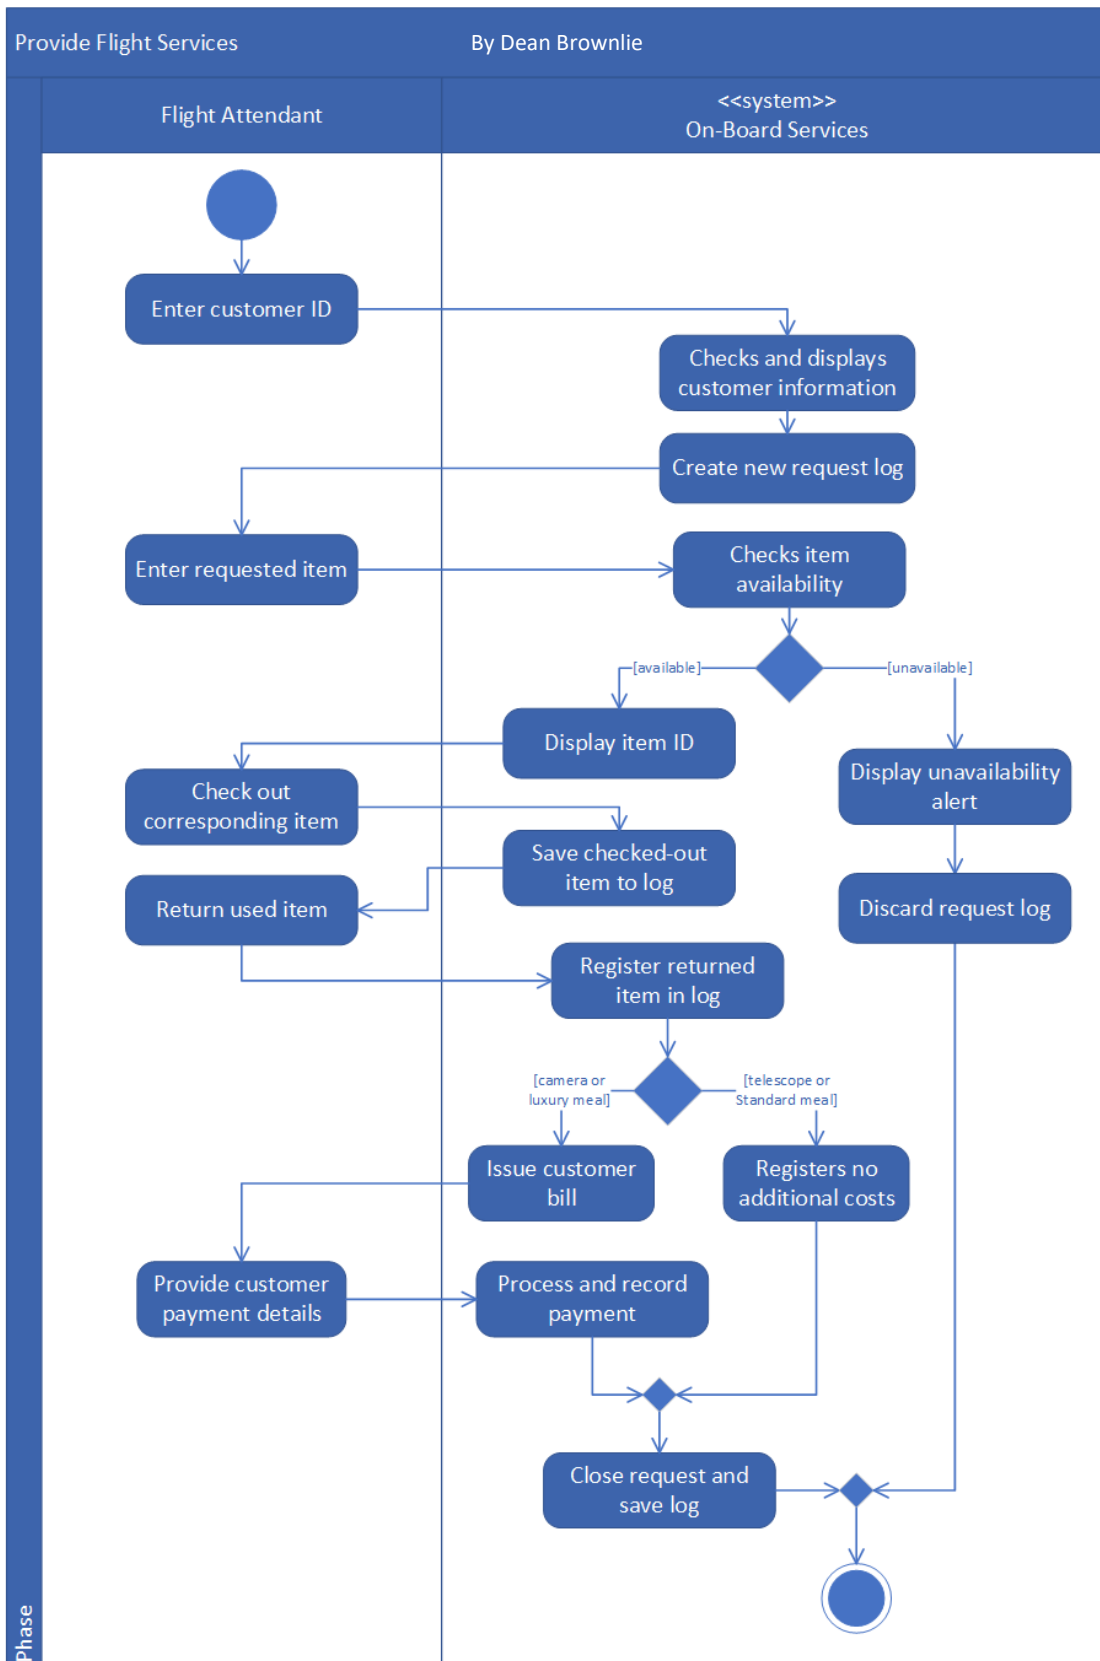 Provide Flight Services
By Dean Brownlie
Flight Attendant
<<system>>
On-Board Services
Enter customer ID
Checks and displays
customer information
Create new request log
Enter requested item
Checks item
availability
[available]
[unavailable]
Display item ID
Display unavailability
alert
Check out
corresponding item
Save checked-out
item to log
Return used item
Discard request log
Register returned
item in log
[camera or
luxury meal]
[telescope or
Standard meal]
Issue customer
bill
Registers no
additional costs
Provide customer
payment details
Process and record
payment
Close request and
save log
Phase